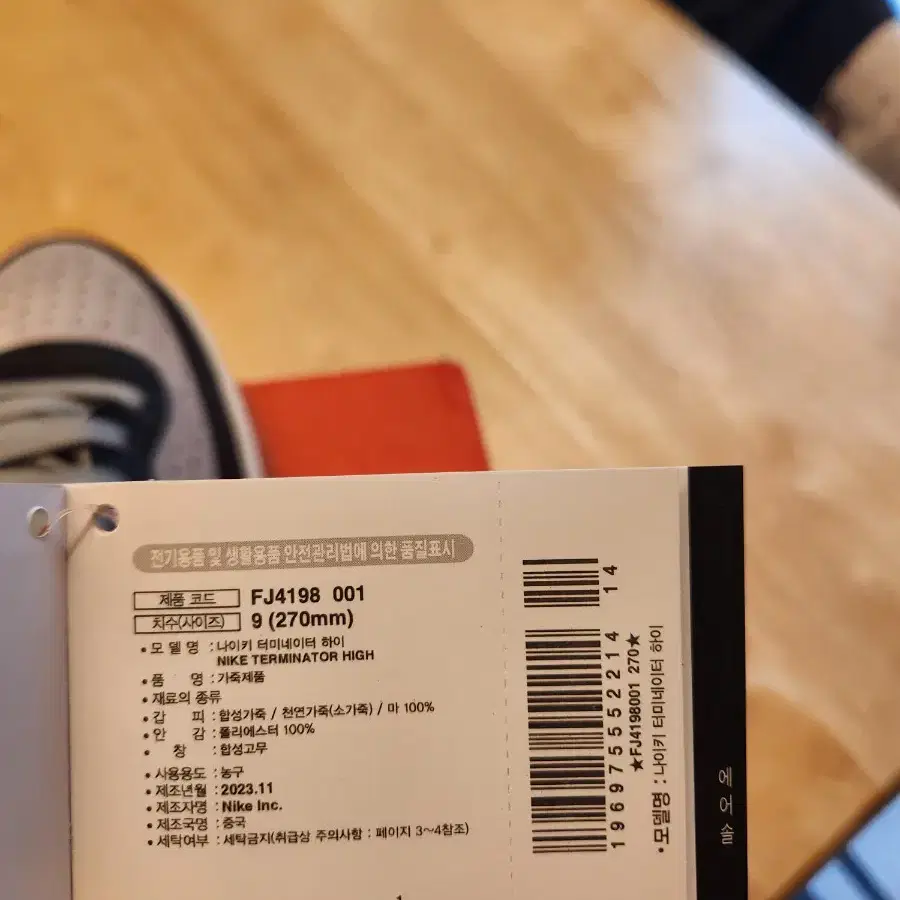 전기용품 및 생활용품 안전관리법에 의한 품질표시
제품 코드 FJ4198 001
치수(사이즈) 9 (270mm)
• 모 델 명 : 나이키 터미네이터 하이
NIKE TERMINATOR HIGH
• 품 명 : 가죽제품
• 재료의 종류
• 갑 피 : 합성가죽 / 천연가죽(소가죽) / 마 100%
• 안 감 : 폴리에스터 100%
• 창 : 합성고무
• 사용용도 : 농구
• 제조년월 : 2023.11
• 제조자명 : Nike Inc.
• 제조국명 : 중국
• 세탁여부 : 세탁금지(취급상 주의사항 : 페이지 3~4참조)
1
14
196975552214
★FJ4198001 270★
• 모델명 : 나이키 터미네이터 하이
에어솔